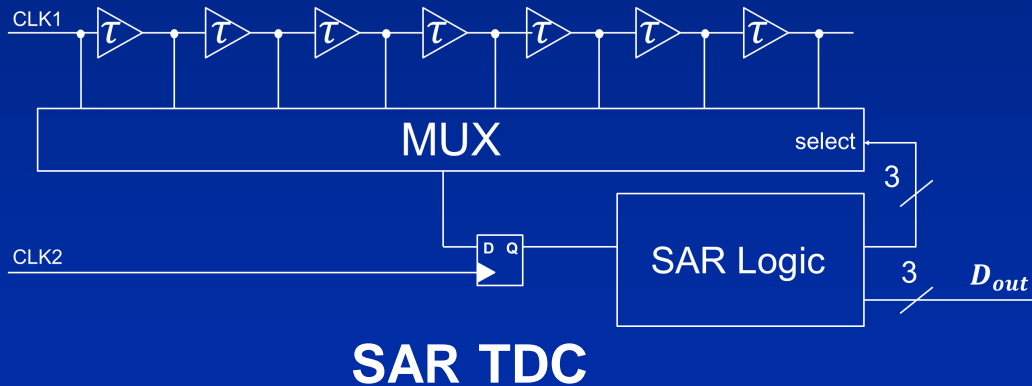 CLK1
τ τ τ τ τ τ τ
MUX
select
3
D Q
CLK2
SAR Logic
3
D_out
SAR TDC